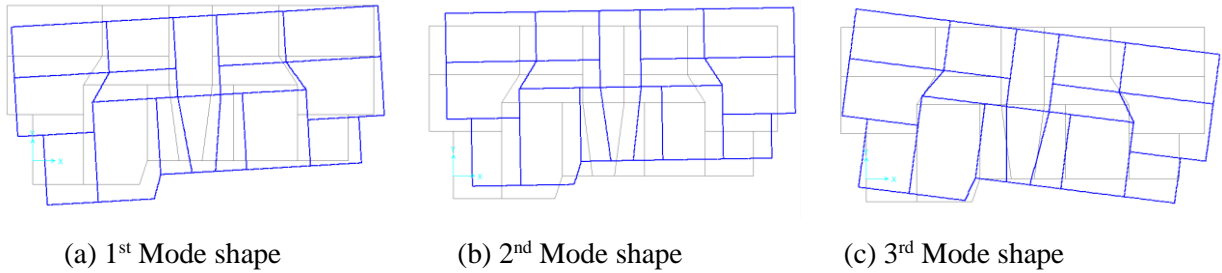 Y
X
Y
X
Y
X
(a) 1st Mode shape
(b) 2nd Mode shape
(c) 3rd Mode shape